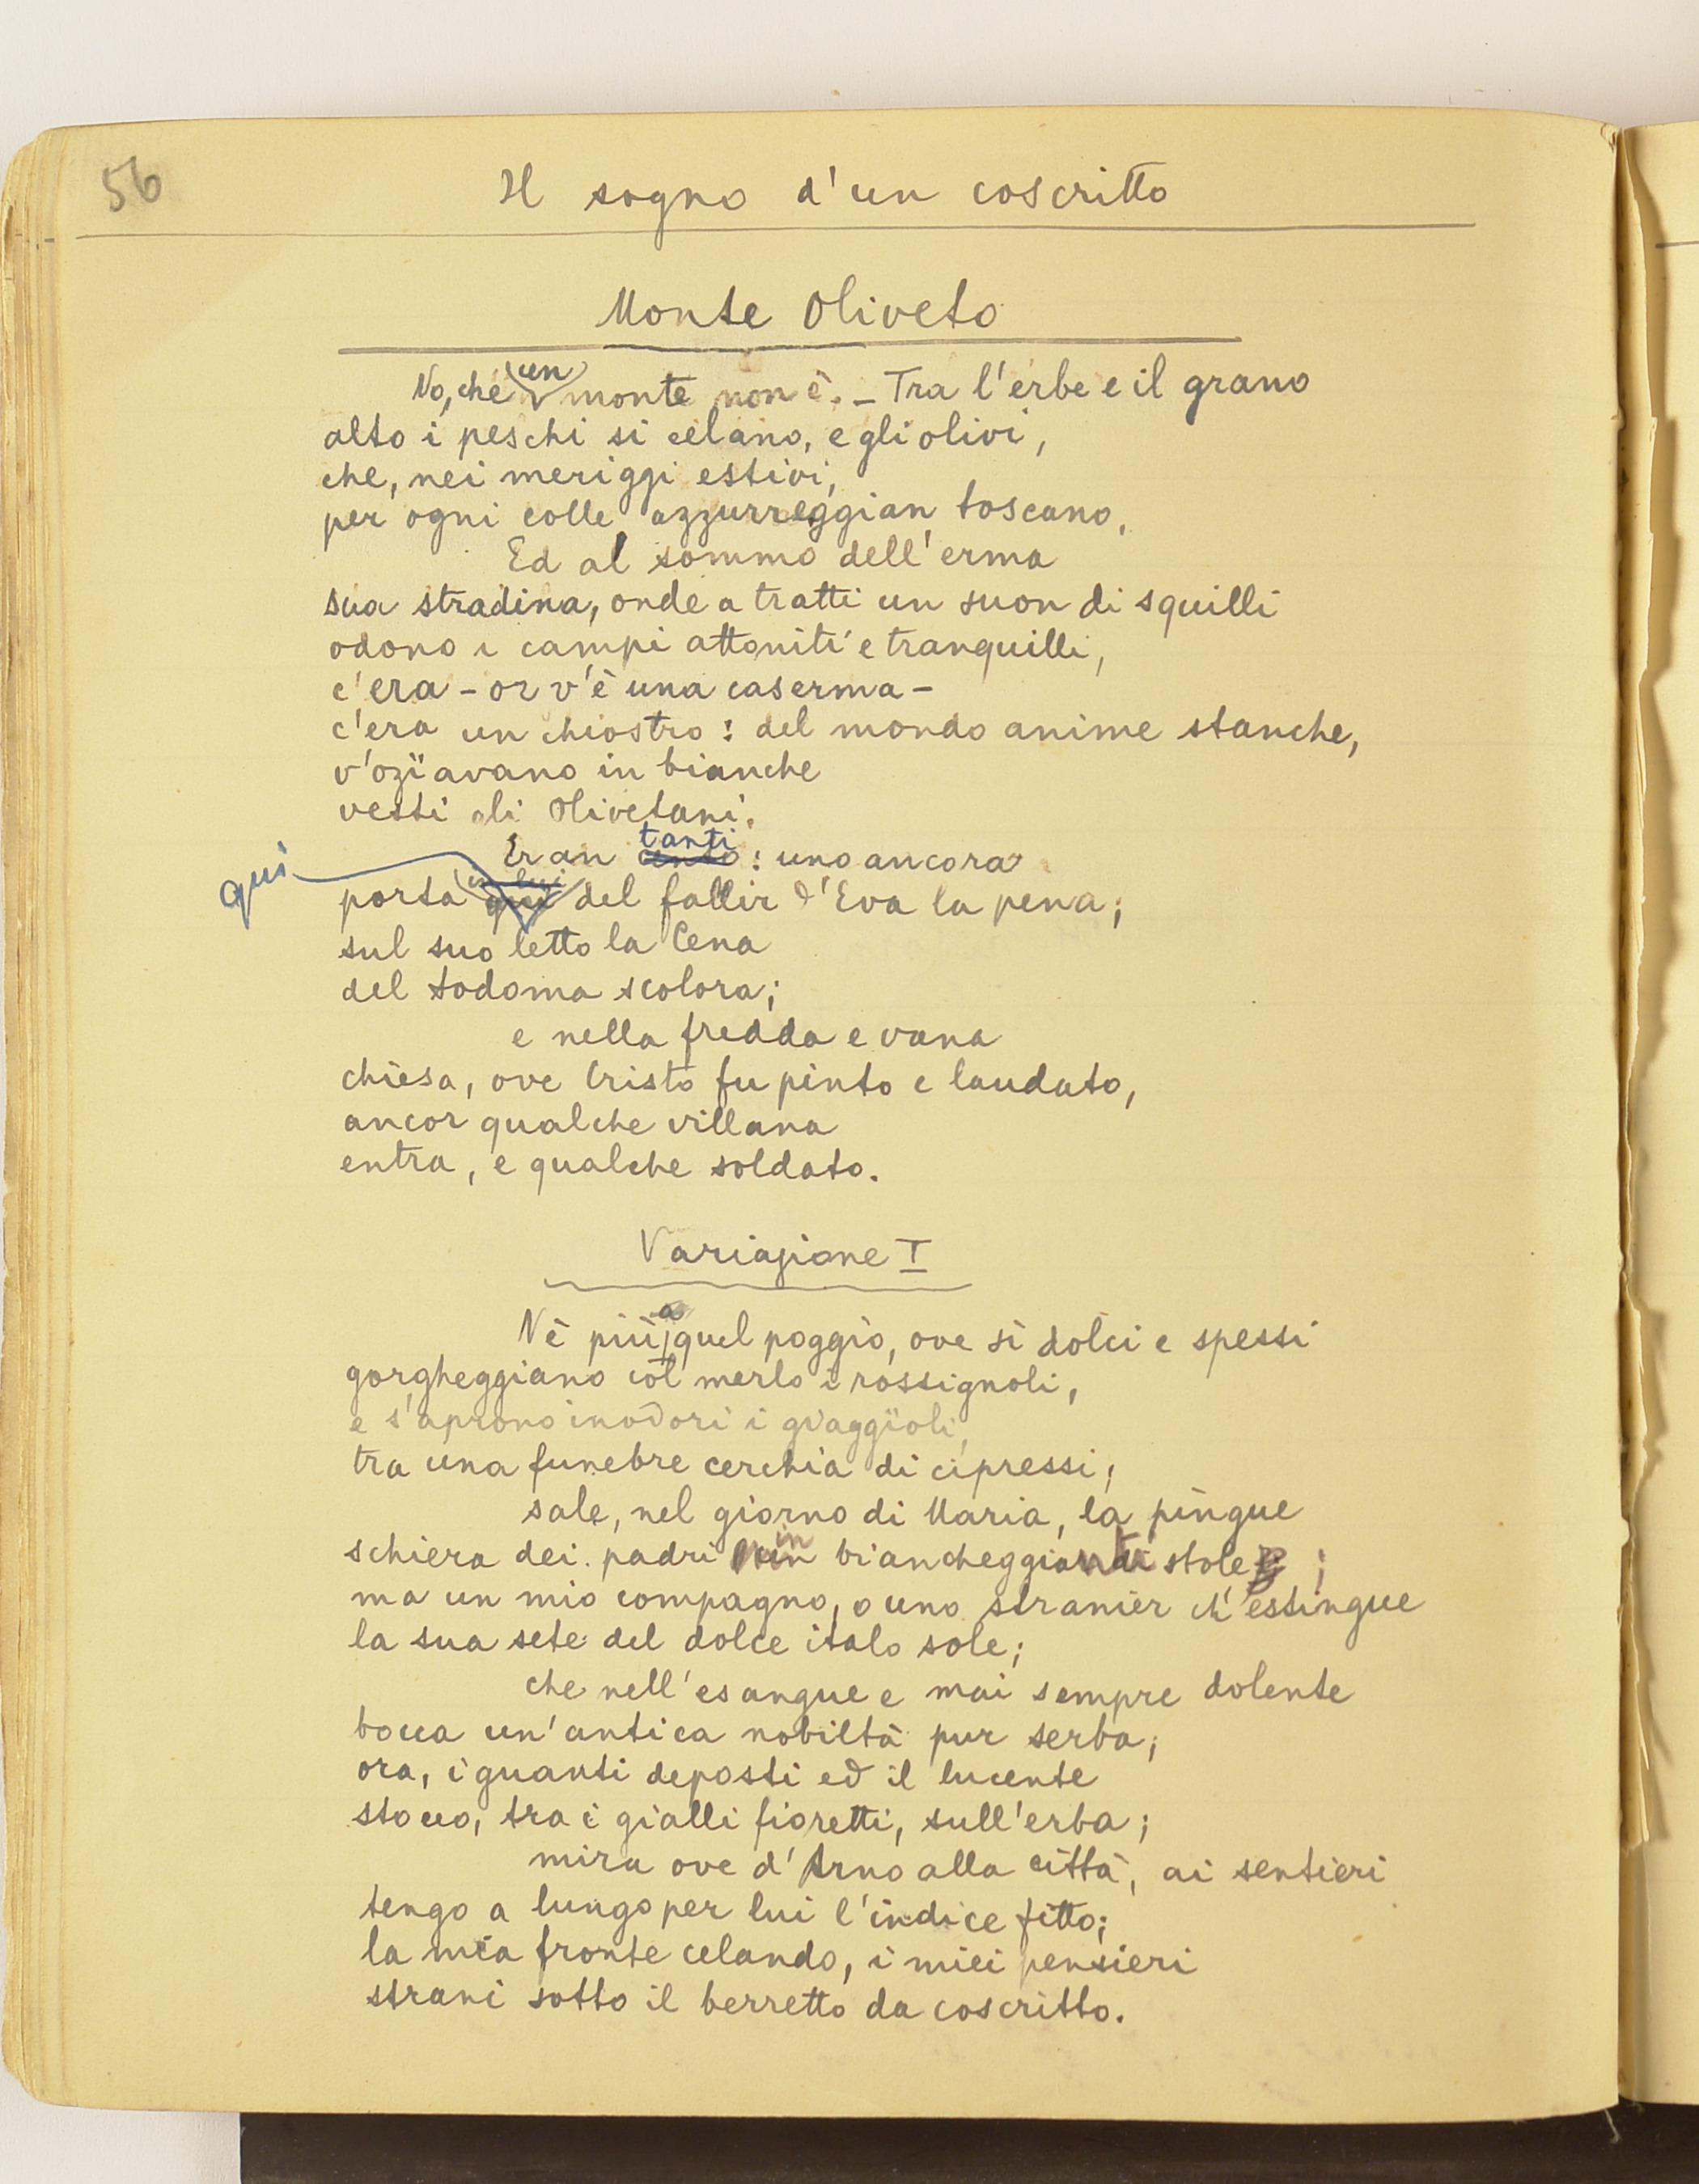 56
Il sogno d'un coscritto
Monte Oliveto
No, ché un monte non è. – Tra l'erbe e il grano
alto i peschi si celano, e gli olivi,
che, nei meriggi estivi,
per ogni colle azzurreggian toscano.
Ed al sommo dell'erma
sua stradina, onde a tratti un suon di squilli
odono i campi attoniti e tranquilli,
c'era – or v'è una caserma –
c'era un chiostro: del mondo anime stanche,
v'ozïavano in bianche
vesti gli Olivetani.
Eran cento tanti: uno ancora
qui
porta qui in lui del fallir d'Eva la pena;
sul suo letto la Cena
del Sodoma scolora;
e nella fredda e vana
chiesa, ove Cristo fu pinto e laudato,
ancor qualche villana
entra, e qualche soldato.
Variazione I
Nè più a quel poggio, ove sì dolci e spessi
gorgheggiano col merlo i rossignoli,
e s'aprono inodori i giaggïoli,
tra una funebre cerchia di cipressi,
sale, nel giorno di Maria, la pingue
schiera dei padri in biancheggianti stole;
ma un mio compagno, o uno stranier ch'estingue
la sua sete del dolce italo sole;
che nell'esangue e mai sempre dolente
bocca un'antica nobiltà pur serba;
ora, i guanti deposti ed il lucente
stocco, tra i gialli fioretti, sull'erba;
mira ove d'Arno alla città, ai sentieri
tengo a lungo per lui l'indice fitto;
la mia fronte celando, i miei pensieri
strani sotto il berretto da coscritto.